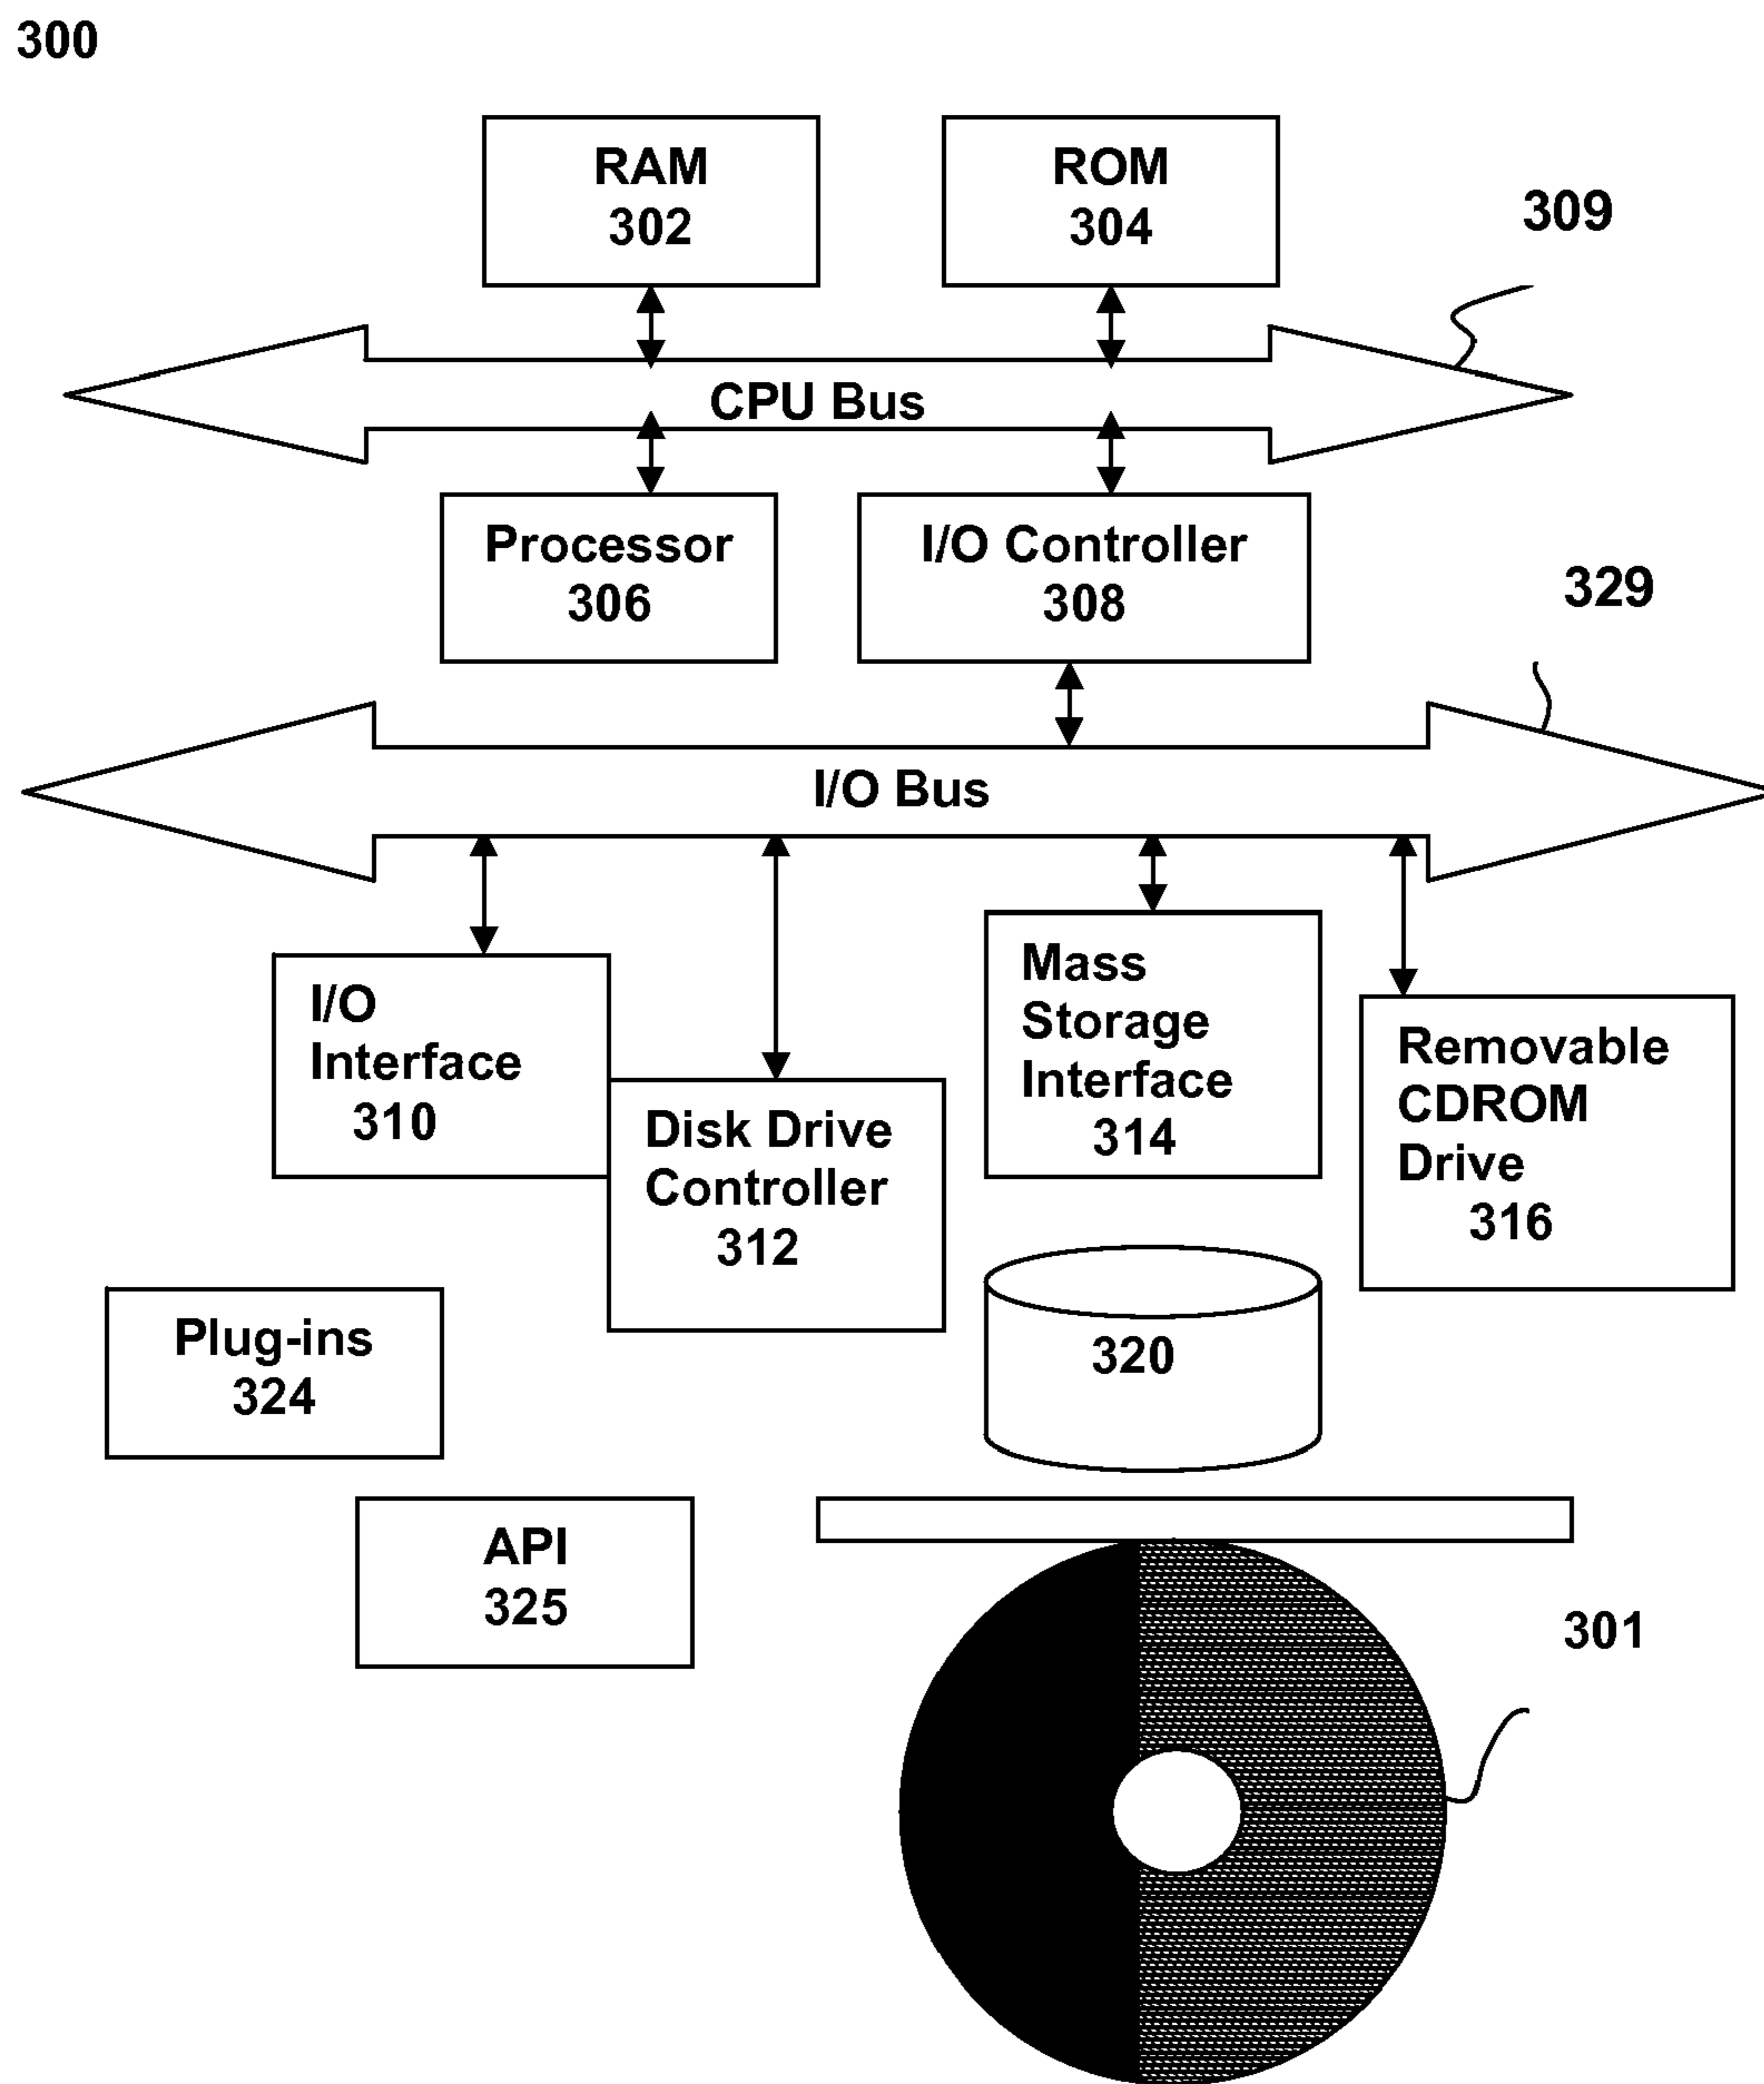 300
RAM
302
ROM
304
309
CPU Bus
Processor
306
I/O Controller
308
329
I/O Bus
I/O
Interface
310
Disk Drive
Controller
312
Mass
Storage
Interface
314
Removable
CDROM
Drive
316
Plug-ins
324
320
API
325
301